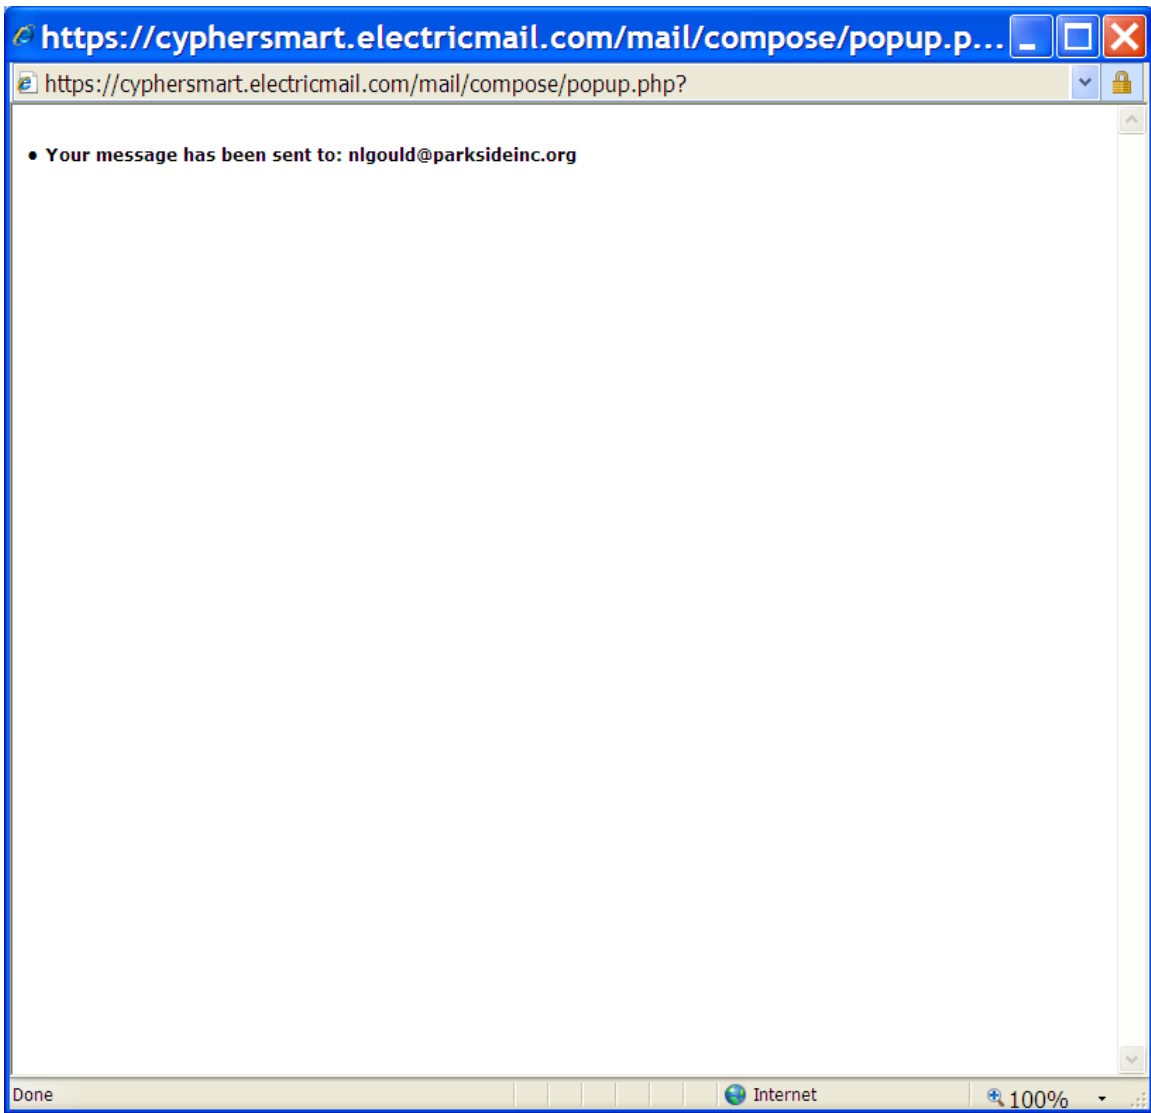 https://cyphersmart.electricmail.com/mail/compose/popup.p...
https://cyphersmart.electricmail.com/mail/compose/popup.php?
• Your message has been sent to: nlgould@parksideinc.org
Done Internet 100%